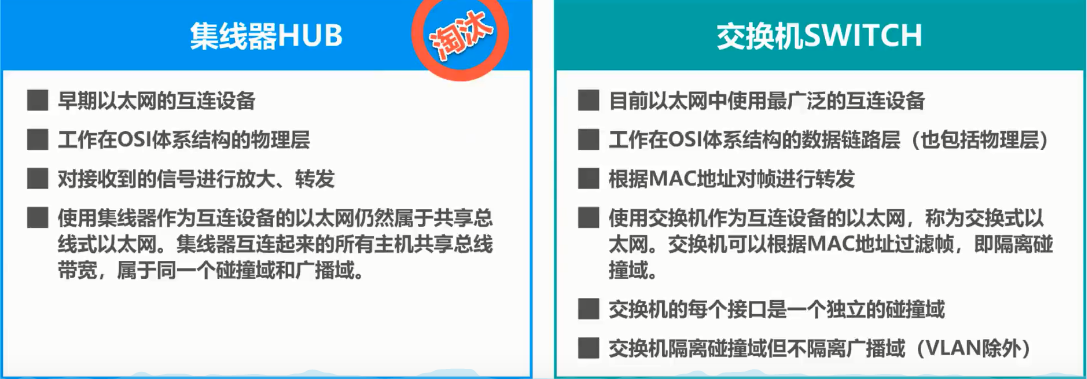 集线器HUB
淘汰
早期以太网的互连设备
工作在OSI体系结构的物理层
对接收到的信号进行放大、转发
使用集线器作为互连设备的以太网仍然属于共享总
线式以太网。集线器互连起来的所有主机共享总线
带宽，属于同一个碰撞域和广播域。
交换机SWITCH
目前以太网中使用最广泛的互连设备
工作在OSI体系结构的数据链路层（也包括物理层）
根据MAC地址对帧进行转发
使用交换机作为互连设备的以太网，称为交换式以
太网。交换机可以根据MAC地址过滤帧，即隔离碰
撞域。
交换机的每个接口是一个独立的碰撞域
交换机隔离碰撞域但不隔离广播域（VLAN除外）